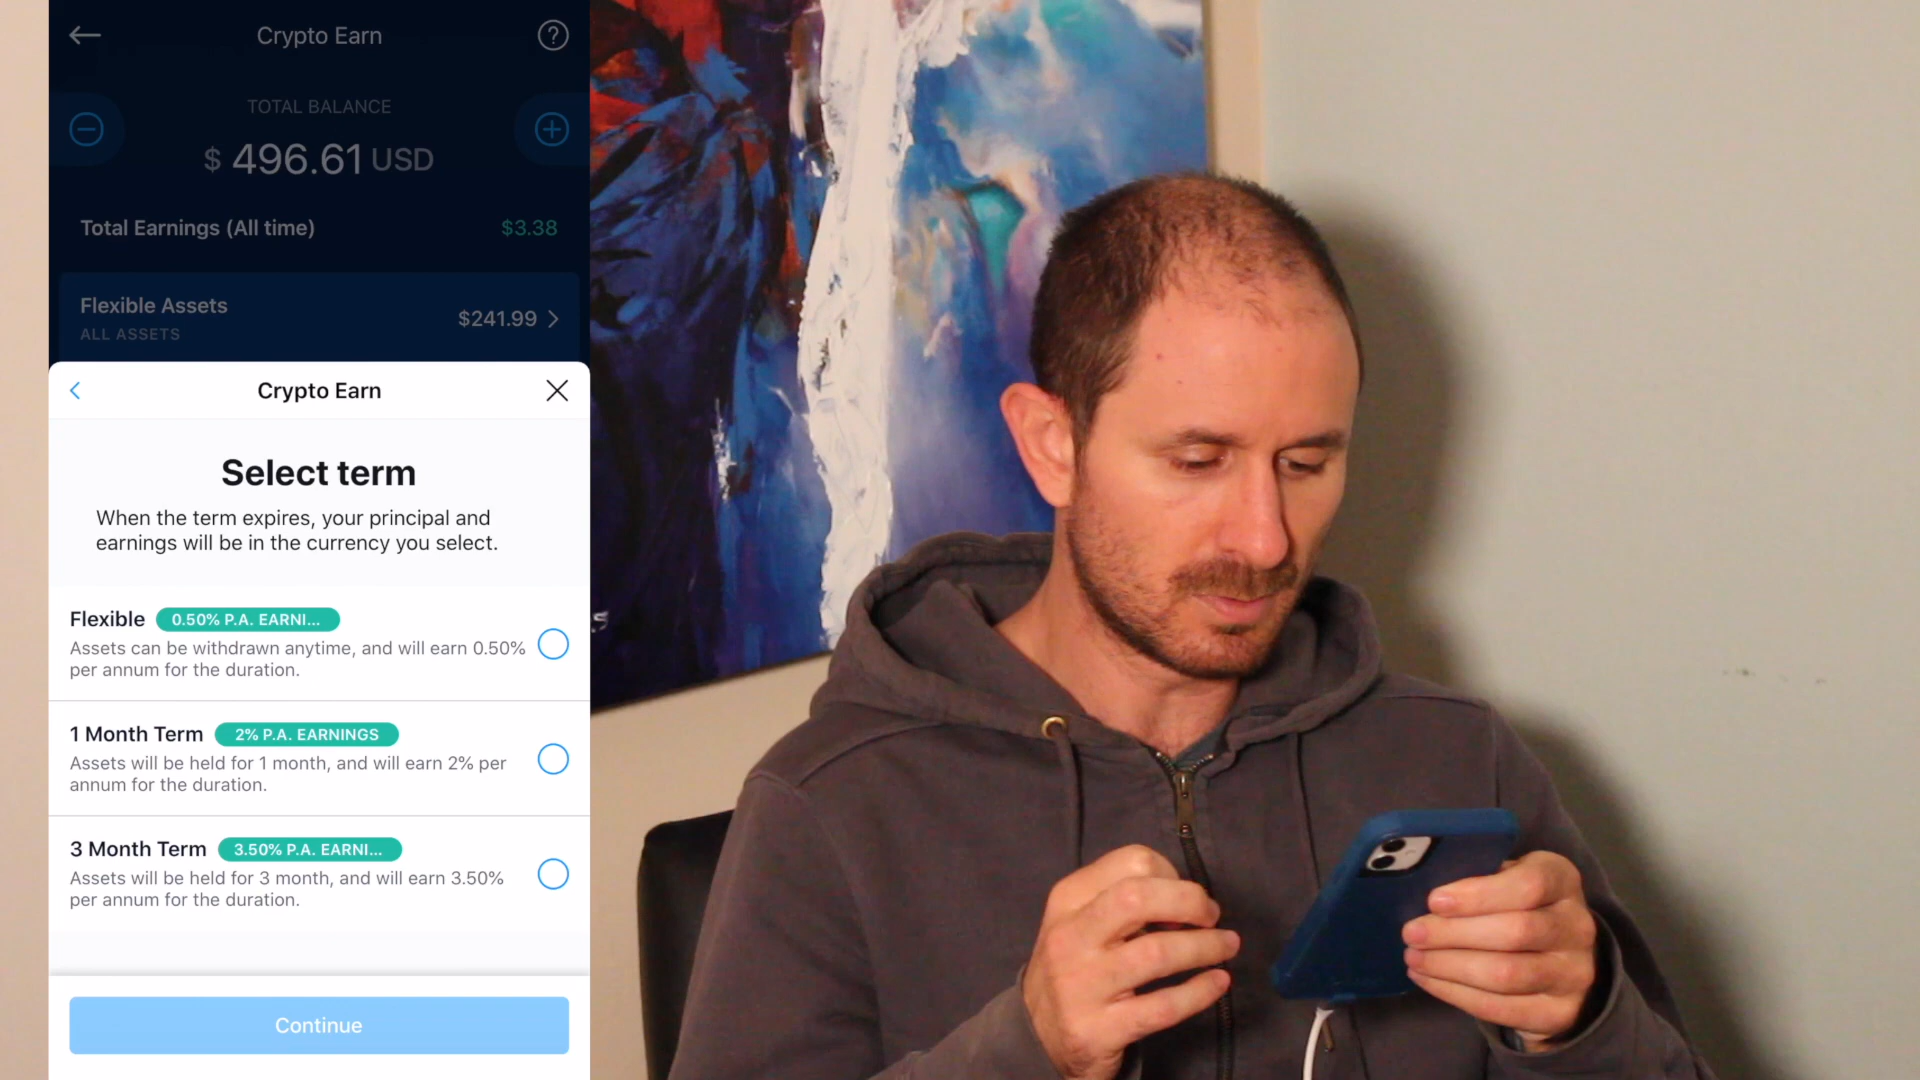 Crypto Earn
TOTAL BALANCE
$ 496.61 USD
Total Earnings (All time) $3.38
Flexible Assets
$241.99
ALL ASSETS
Crypto Earn
Select term
When the term expires, your principal and
earnings will be in the currency you select.
Flexible 0.50% P.A. EARNI...
Assets can be withdrawn anytime, and will earn 0.50%
per annum for the duration.
1 Month Term 2% P.A. EARNINGS
Assets will be held for 1 month, and will earn 2% per
annum for the duration.
3 Month Term 3.50% P.A. EARNI...
Assets will be held for 3 month, and will earn 3.50%
per annum for the duration.
Continue